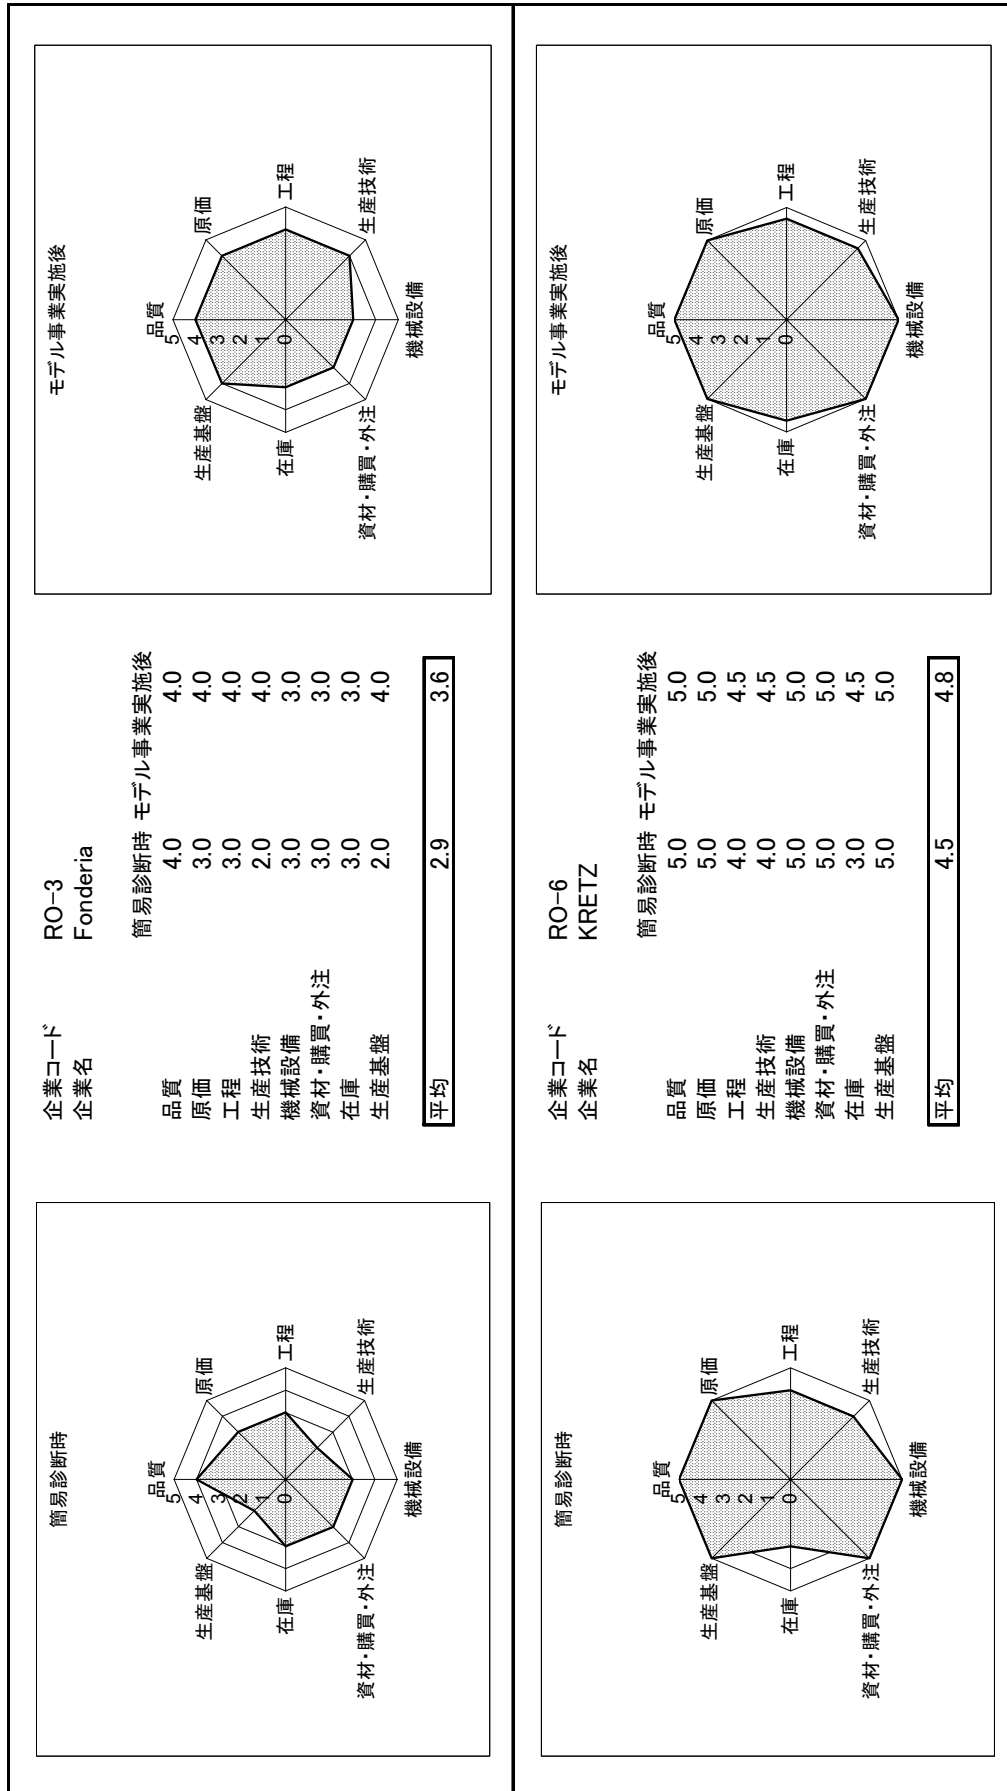 簡易診断時
品質
原価
工程
生産技術
機械設備
資材・購買・外注
在庫
生産基盤
5
4
3
2
1
0
企業コード RO-3
企業名 Fonderia
簡易診断時 モデル事業実施後
品質 4.0 4.0
原価 3.0 4.0
工程 3.0 4.0
生産技術 2.0 4.0
機械設備 3.0 3.0
資材・購買・外注 3.0 3.0
在庫 3.0 3.0
生産基盤 2.0 4.0
平均 2.9 3.6
モデル事業実施後
品質
原価
工程
生産技術
機械設備
資材・購買・外注
在庫
生産基盤
5
4
3
2
1
0
簡易診断時
品質
原価
工程
生産技術
機械設備
資材・購買・外注
在庫
生産基盤
5
4
3
2
1
0
企業コード RO-6
企業名 KRETZ
簡易診断時 モデル事業実施後
品質 5.0 5.0
原価 5.0 5.0
工程 4.0 4.5
生産技術 4.0 4.5
機械設備 5.0 5.0
資材・購買・外注 5.0 5.0
在庫 3.0 4.5
生産基盤 5.0 5.0
平均 4.5 4.8
モデル事業実施後
品質
原価
工程
生産技術
機械設備
資材・購買・外注
在庫
生産基盤
5
4
3
2
1
0